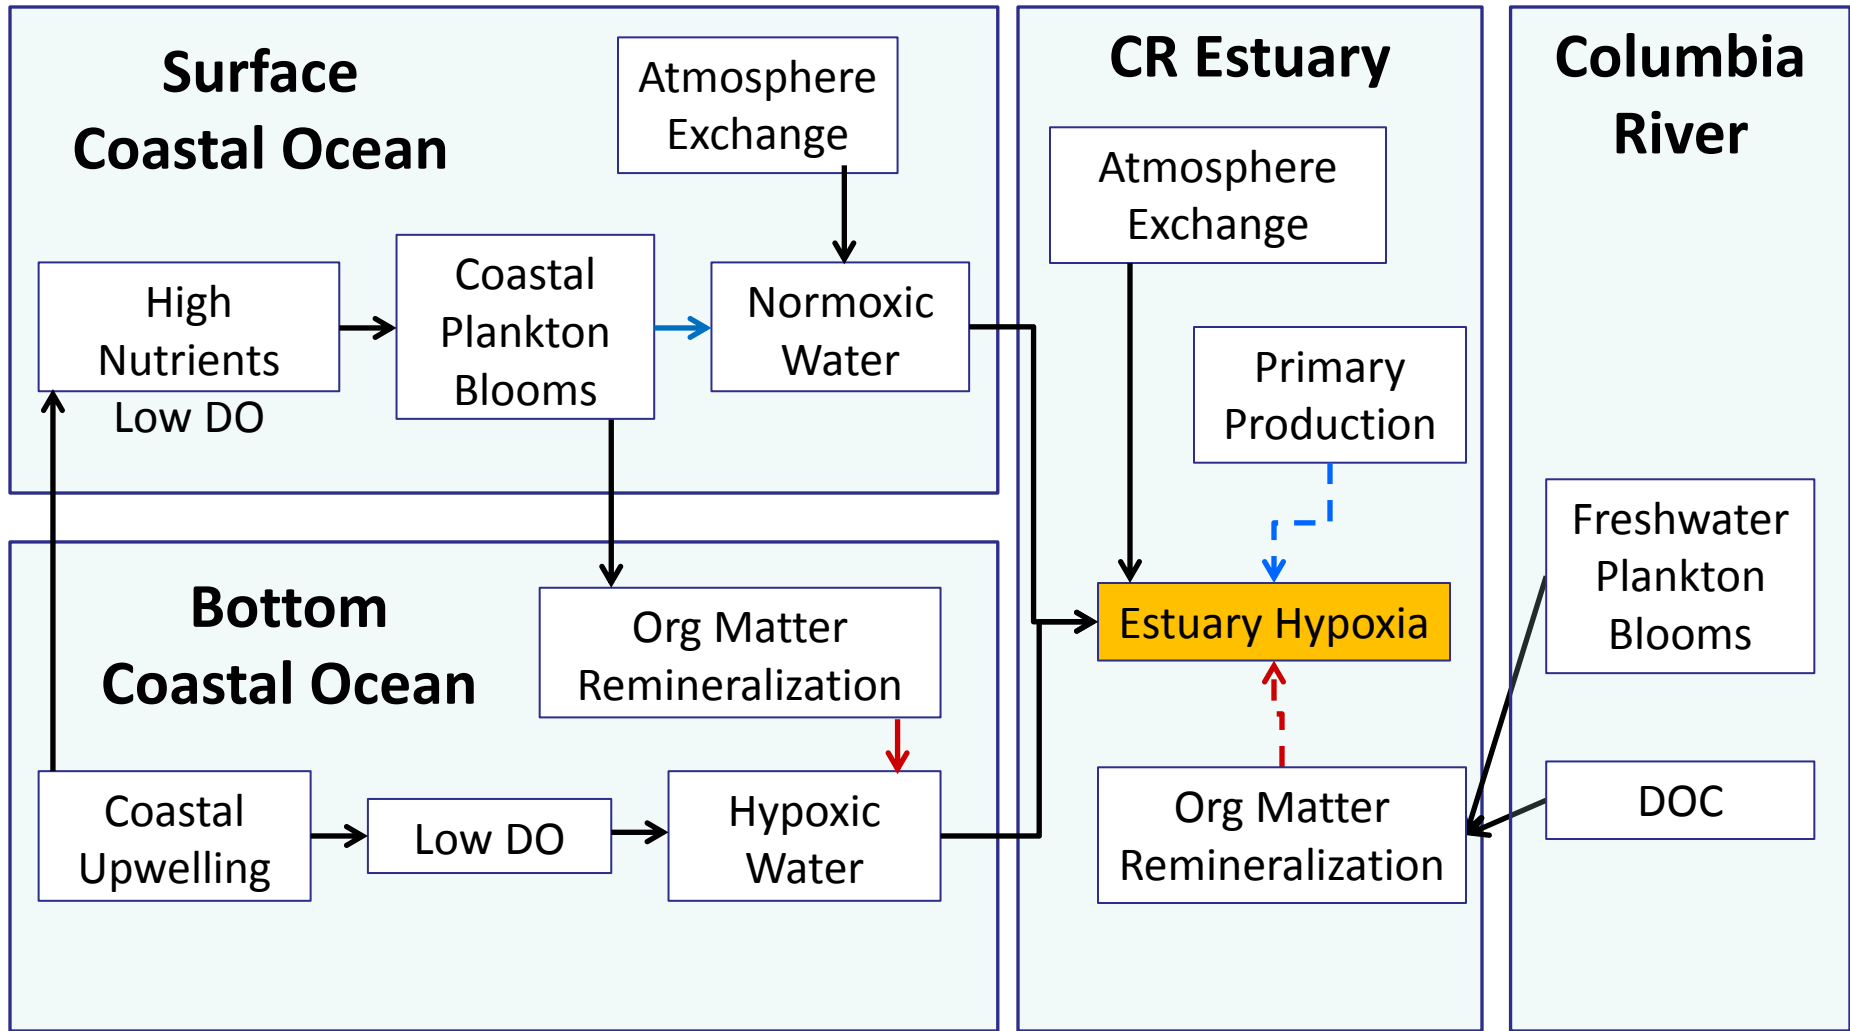 Surface
Coastal Ocean
Atmosphere
Exchange
High
Nutrients
Low DO
Coastal
Plankton
Blooms
Normoxic
Water
Bottom
Coastal Ocean
Org Matter
Remineralization
Coastal
Upwelling
Low DO
Hypoxic
Water
CR Estuary
Atmosphere
Exchange
Primary
Production
Estuary Hypoxia
Org Matter
Remineralization
Columbia
River
Freshwater
Plankton
Blooms
DOC